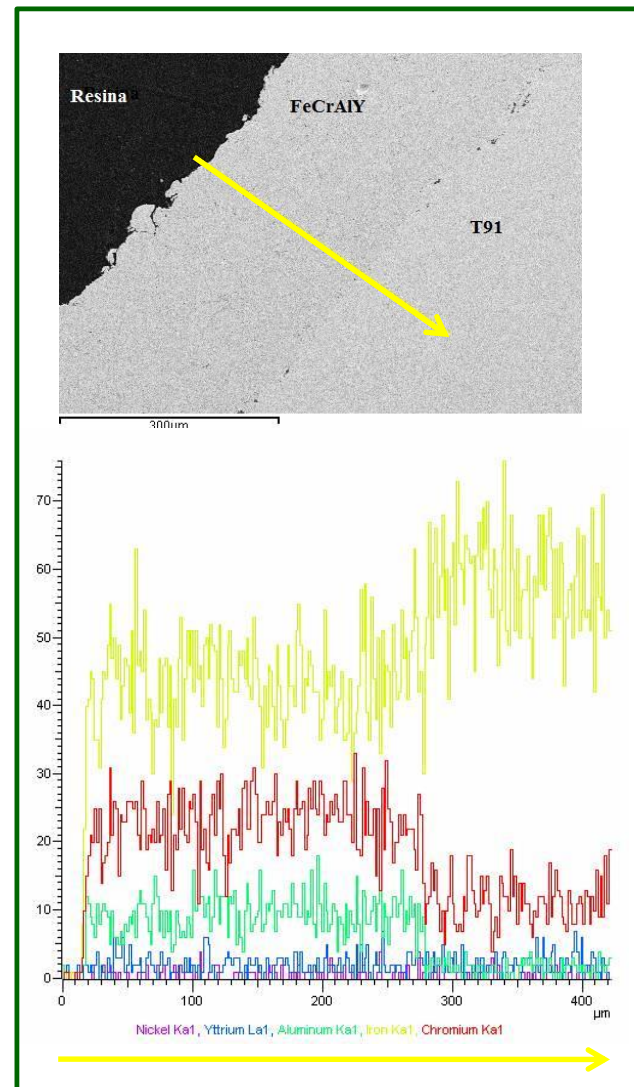 Resina
FeCrAlY
T91
300µm
70
60
50
40
30
20
10
0
0 100 200 300 400
µm
Nickel Ka1, Yttrium La1, Aluminum Ka1, Iron Ka1, Chromium Ka1